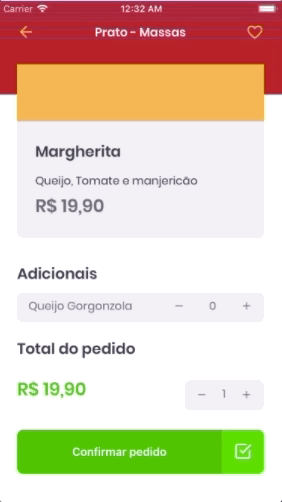 Carrier 12:32 AM
Prato - Massas
Margherita
Queijo, Tomate e manjericão
R$ 19,90
Adicionais
Queijo Gorgonzola − 0 +
Total do pedido
R$ 19,90
− 1 +
Confirmar pedido